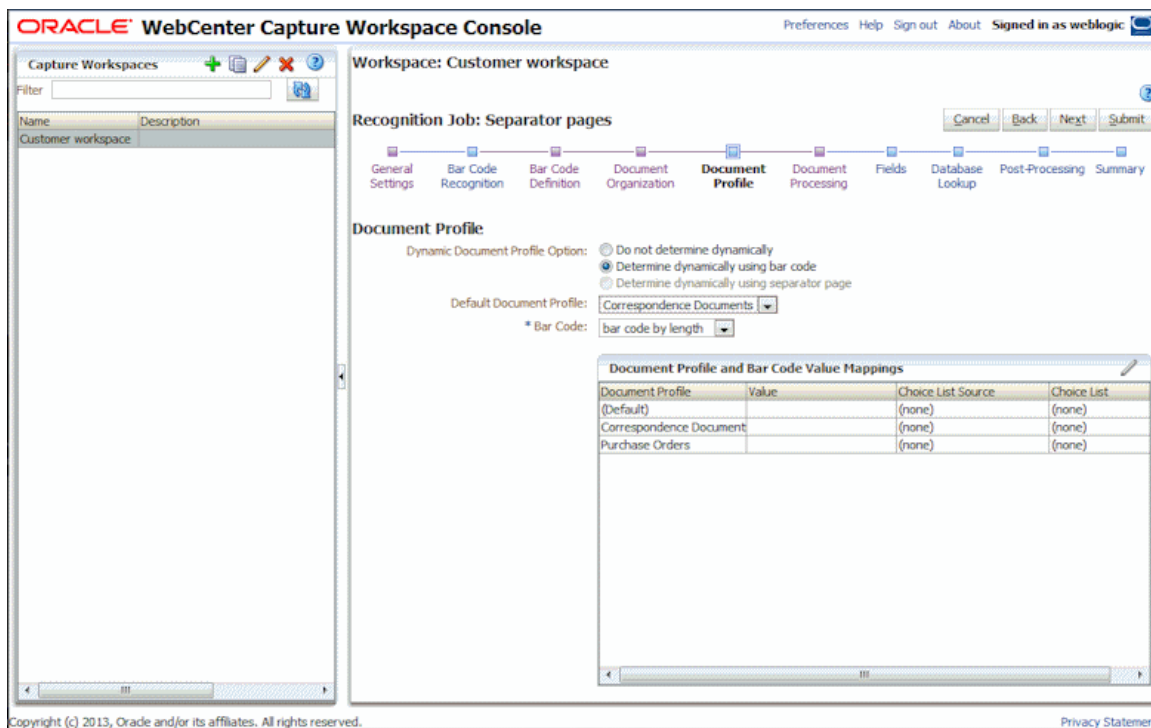 ORACLE® WebCenter Capture Workspace Console
Preferences Help Sign out About Signed in as weblogic
Capture Workspaces
Filter
Name Description
Customer workspace
Workspace: Customer workspace
Recognition Job: Separator pages
Cancel Back Next Submit
General Settings
Bar Code Recognition
Bar Code Definition
Document Organization
Document Profile
Document Processing
Fields
Database Lookup
Post-Processing
Summary
Document Profile
Dynamic Document Profile Option:
Do not determine dynamically
Determine dynamically using bar code
Determine dynamically using separator page
Default Document Profile: Correspondence Documents
* Bar Code: bar code by length
Document Profile and Bar Code Value Mappings
Document Profile Value Choice List Source Choice List
(Default) (none) (none)
Correspondence Document (none) (none)
Purchase Orders (none) (none)
Copyright (c) 2013, Oracle and/or its affiliates. All rights reserved.
Privacy Statemen